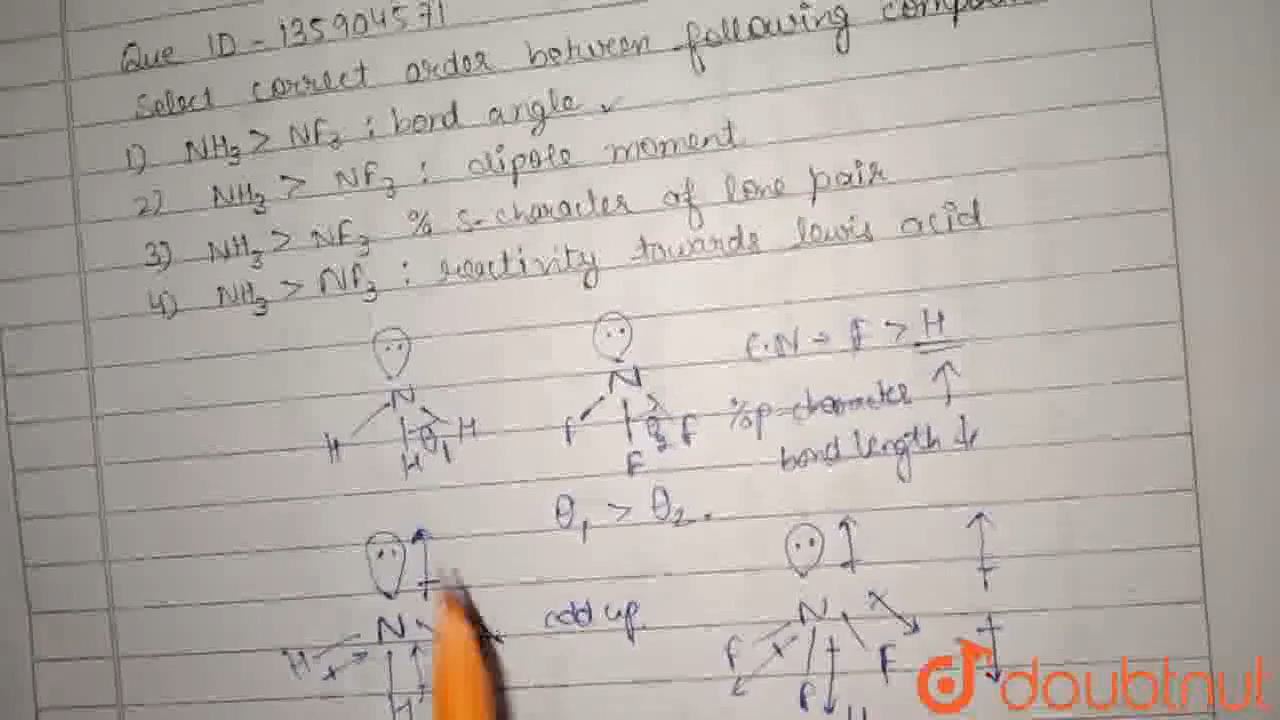 Que ID - 135904571
Select correct order between following
1) NH3 > NF3 : bond angle ✓
2) NH3 > NF3 : dipole moment
3) NH3 > NF3 % s-character of lone pair
4) NH3 > NF3 : reactivity towards lewis acid
E.N → F > H
N N
% p-character ↑
H H θ1 H F F θ2 F
bond length ↓
θ1 > θ2.
N add up. N
H H F F F
doubtnut